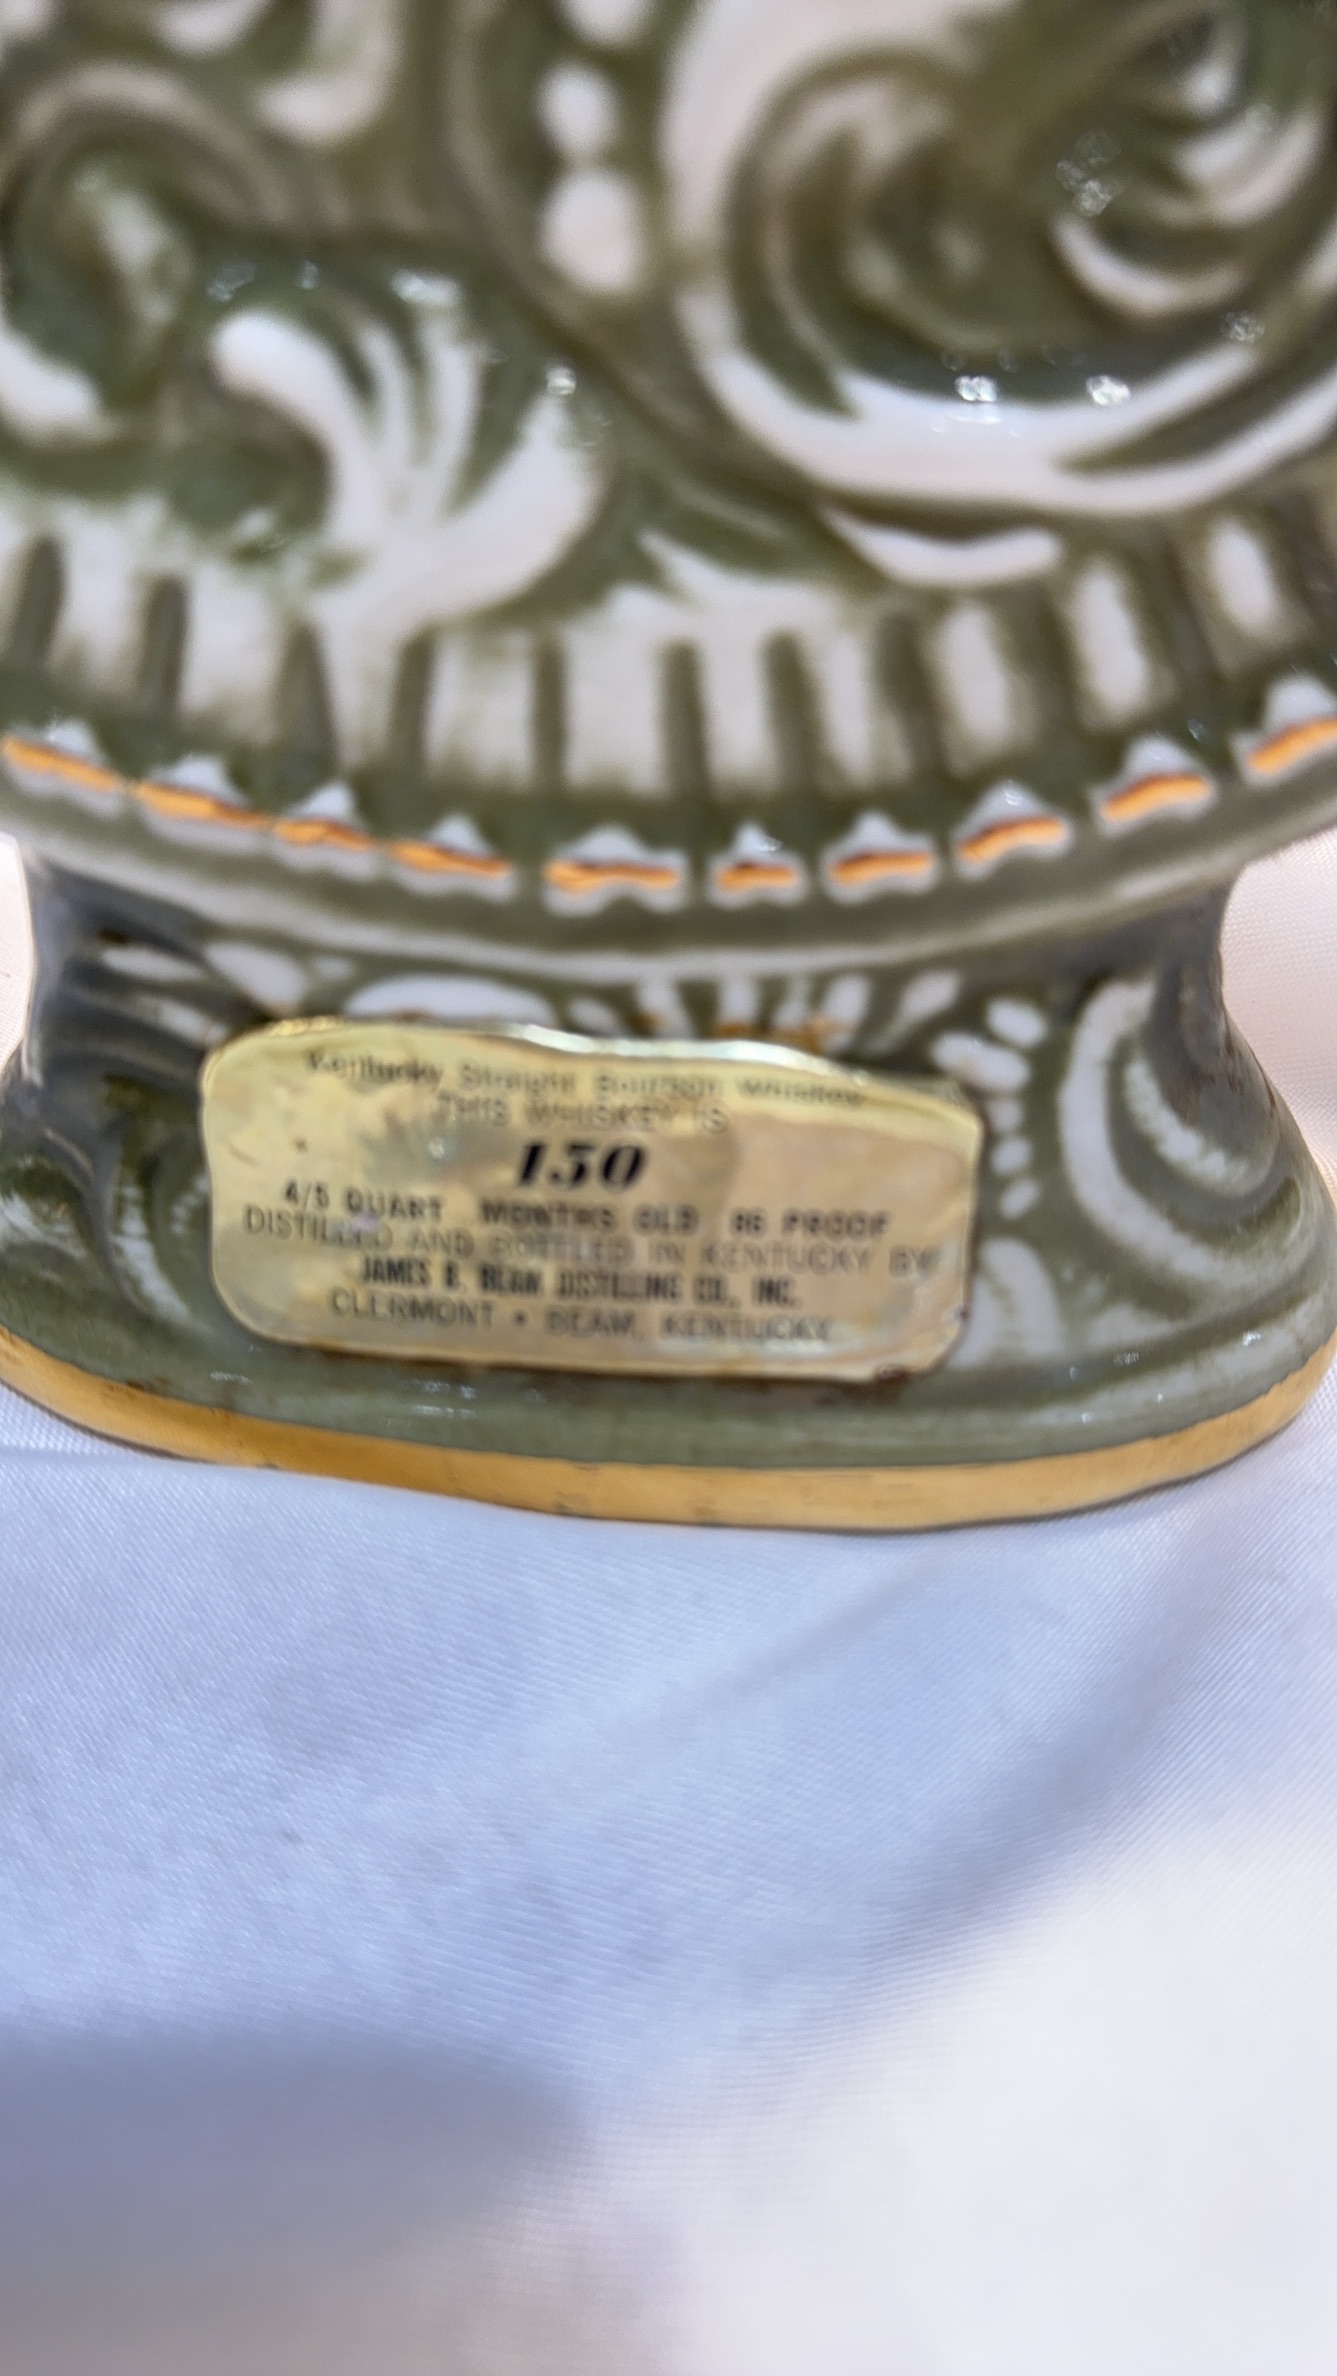 Kentucky Straight Bourbon Whiskey
THIS WHISKEY IS
150
4/5 QUART MONTHS OLD 86 PROOF
DISTILLED AND BOTTLED IN KENTUCKY BY
JAMES B. BEAM DISTILLING CO., INC.
CLERMONT • BEAM, KENTUCKY